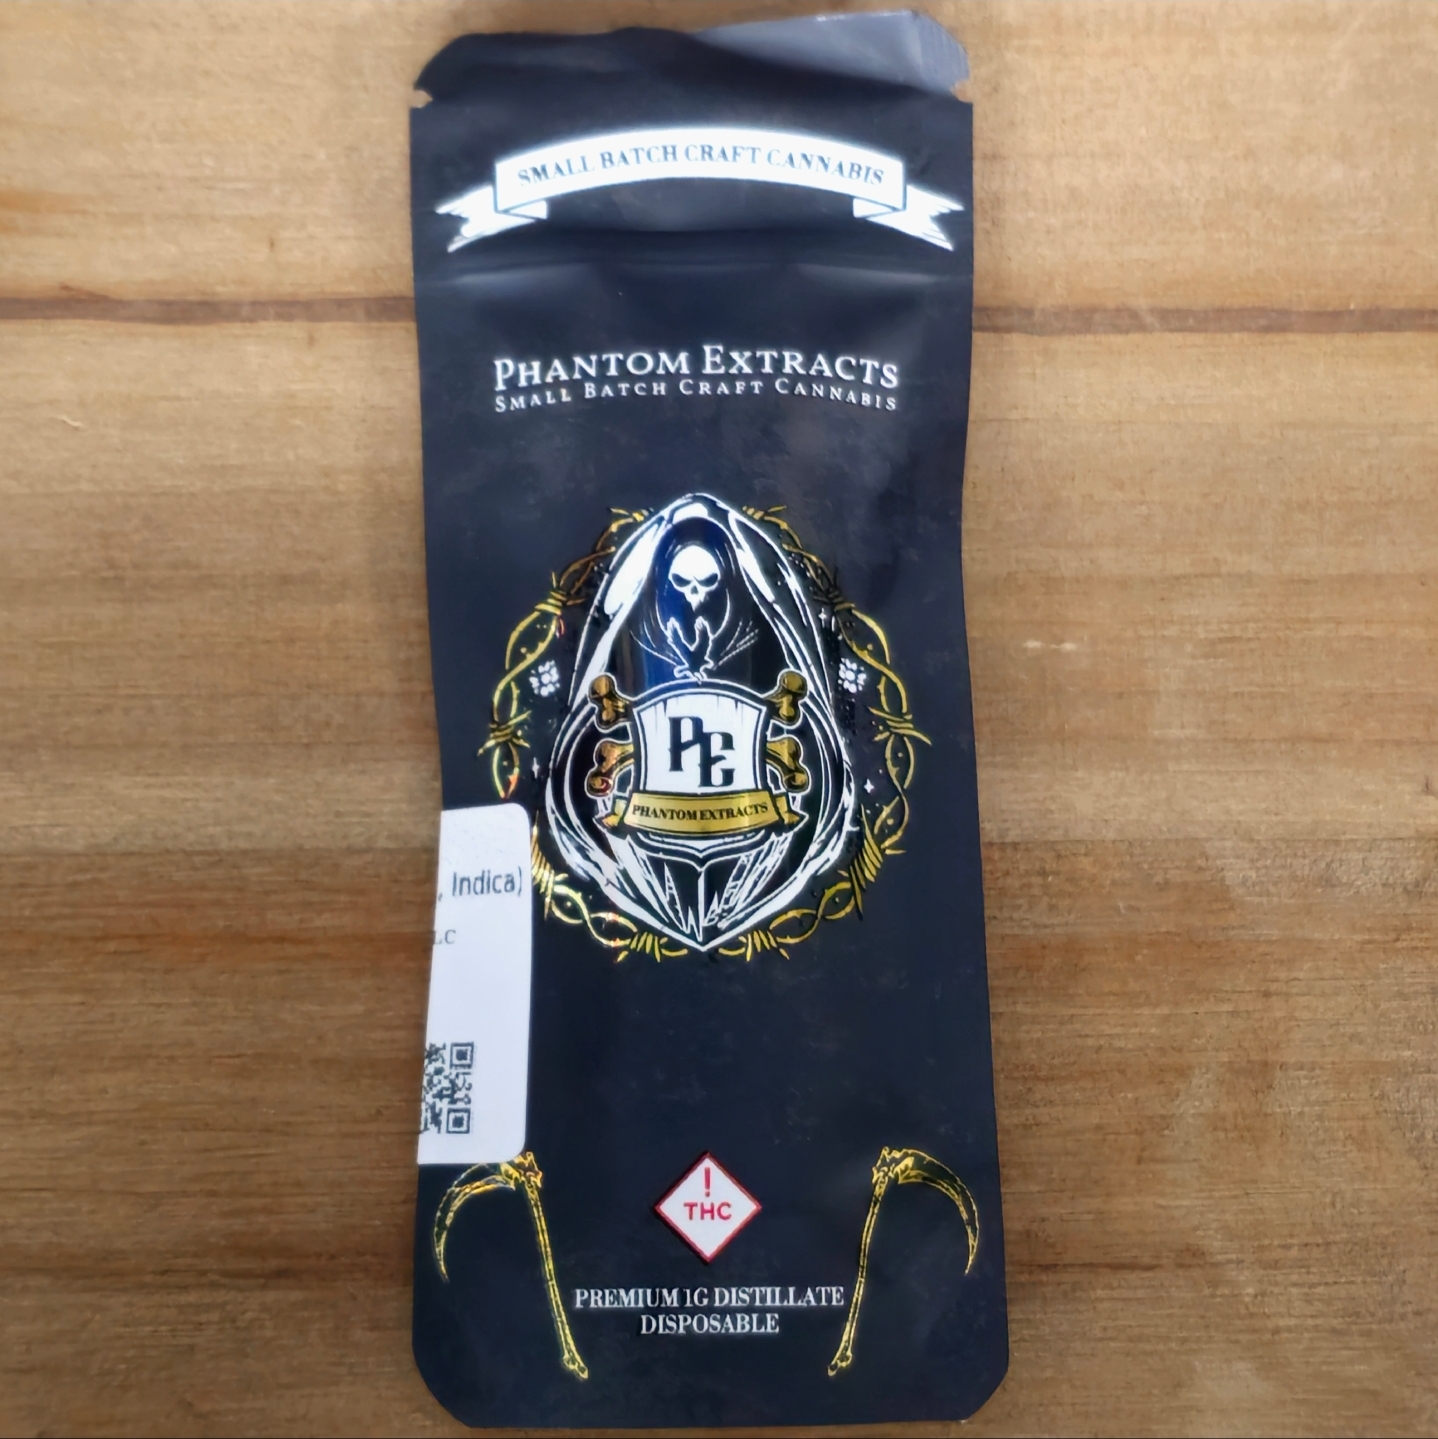 SMALL BATCH CRAFT CANNABIS
PHANTOM EXTRACTS
SMALL BATCH CRAFT CANNABIS
PE
PHANTOM EXTRACTS
, Indica)
LC
!
THC
PREMIUM 1G DISTILLATE
DISPOSABLE